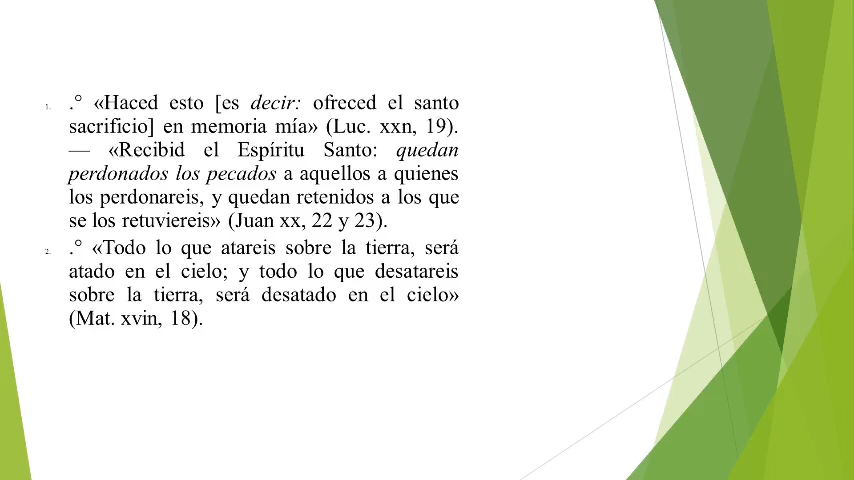 1. .° «Haced esto [es decir: ofreced el santo
sacrificio] en memoria mía» (Luc. xxn, 19).
— «Recibid el Espíritu Santo: quedan
perdonados los pecados a aquellos a quienes
los perdonareis, y quedan retenidos a los que
se los retuviereis» (Juan xx, 22 y 23).
2. .° «Todo lo que atareis sobre la tierra, será
atado en el cielo; y todo lo que desatareis
sobre la tierra, será desatado en el cielo»
(Mat. xvin, 18).